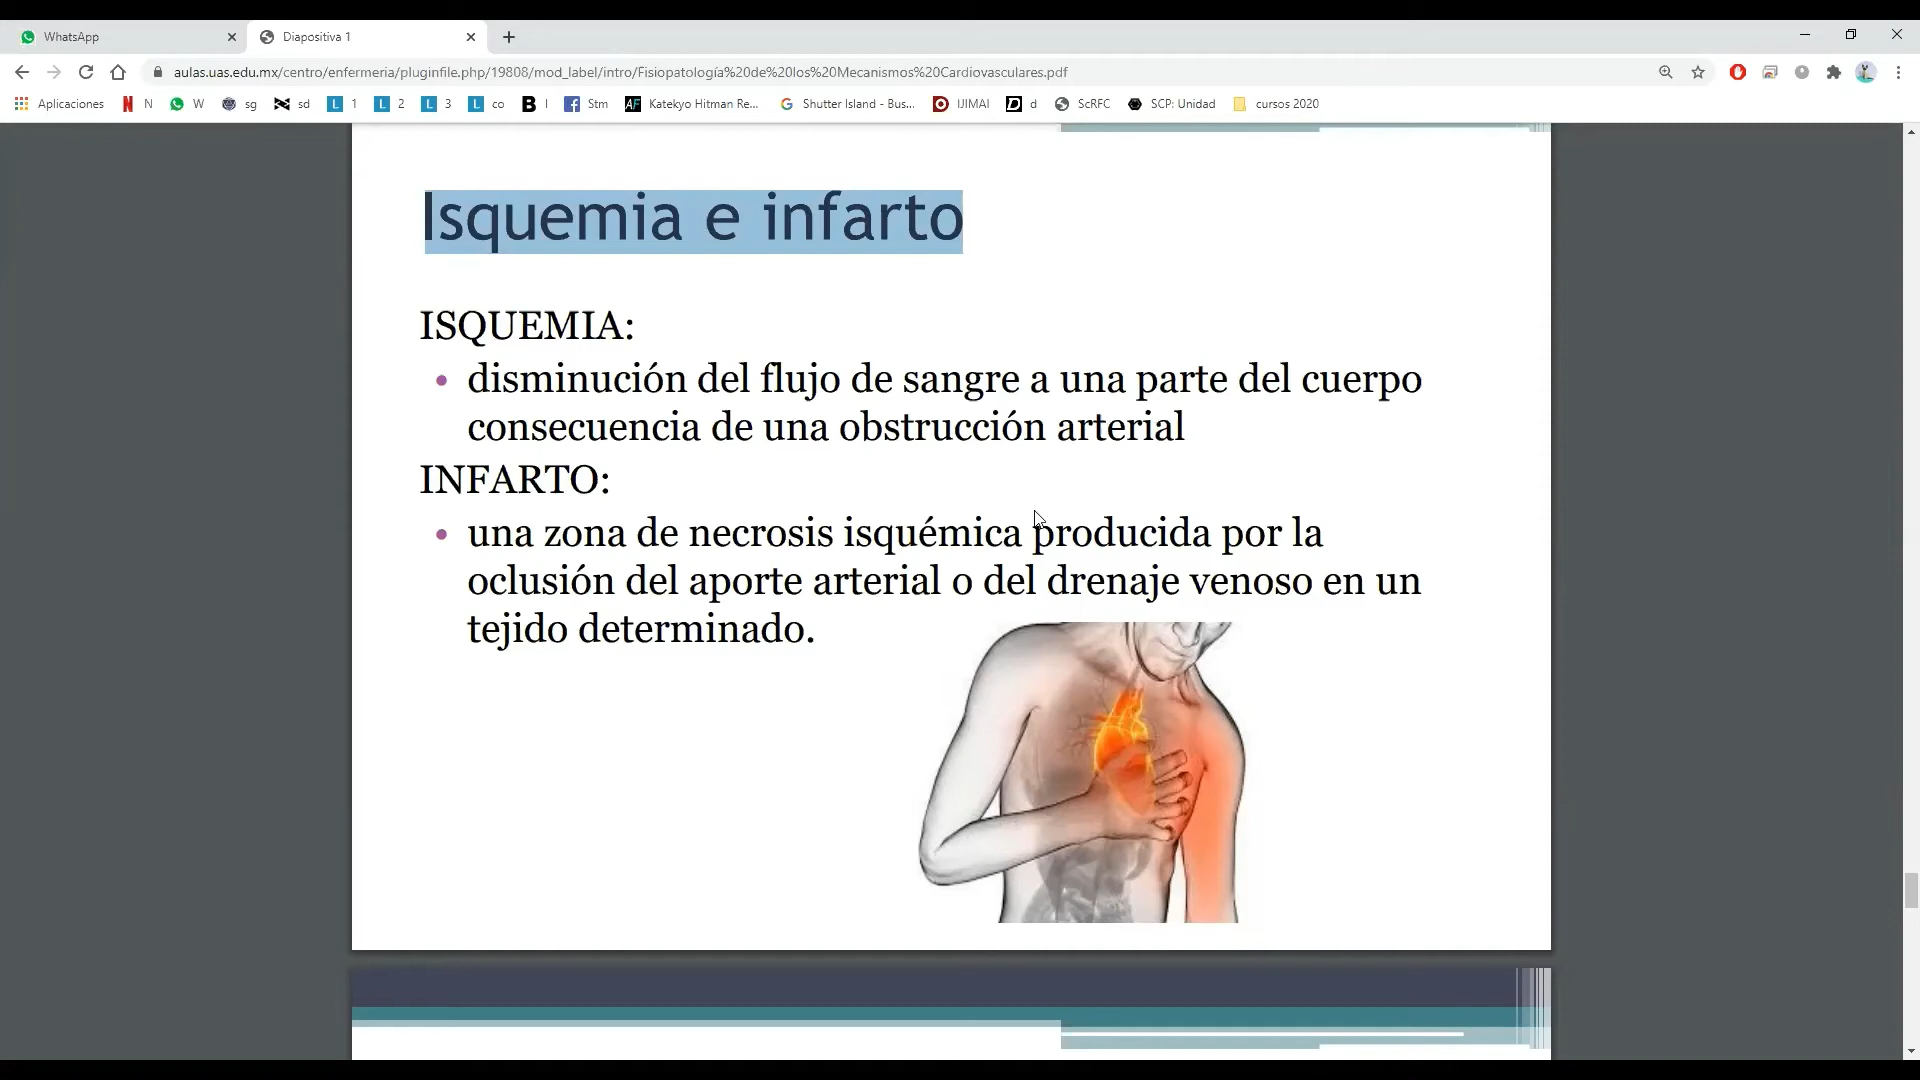 WhatsApp
Diapositiva 1
aulas.uas.edu.mx/centro/enfermeria/pluginfile.php/19808/mod_label/intro/Fisiopatología%20de%20los%20Mecanismos%20Cardiovasculares.pdf
Aplicaciones N W sg sd L 1 L 2 L 3 L co B I Stm AF Katekyo Hitman Re... Shutter Island - Bus... IJIMAI D d ScRFC SCP: Unidad cursos 2020
Isquemia e infarto
ISQUEMIA:
• disminución del flujo de sangre a una parte del cuerpo
consecuencia de una obstrucción arterial
INFARTO:
• una zona de necrosis isquémica producida por la
oclusión del aporte arterial o del drenaje venoso en un
tejido determinado.